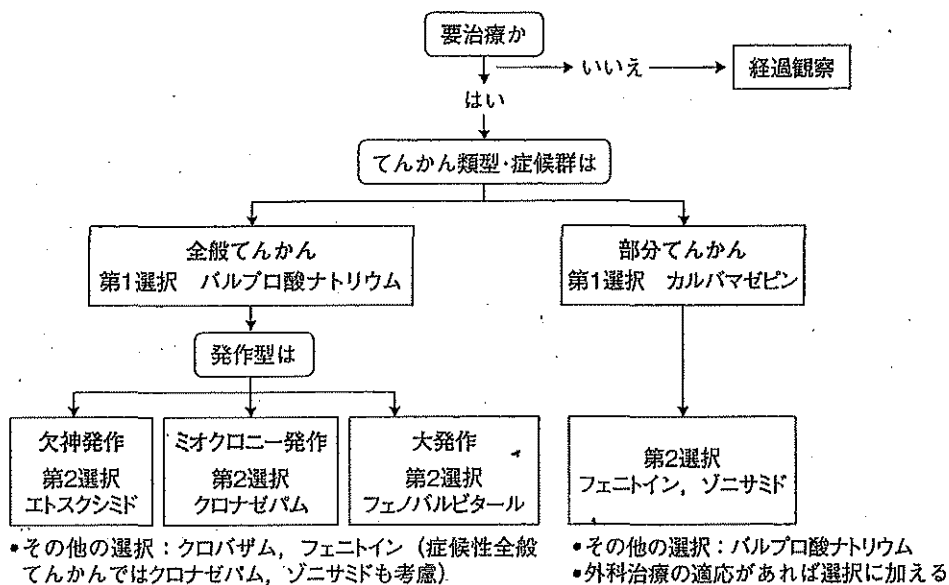 要治療か
いいえ
経過観察
はい
てんかん類型・症候群は
全般てんかん
第1選択 バルプロ酸ナトリウム
部分てんかん
第1選択 カルバマゼピン
発作型は
欠神発作
第2選択
エトスクシミド
ミオクロニー発作
第2選択
クロナゼパム
大発作
第2選択
フェノバルビタール
第2選択
フェニトイン,ゾニサミド
•その他の選択:クロバザム,フェニトイン(症候性全般
てんかんではクロナゼパム,ゾニサミドも考慮)
•その他の選択:バルプロ酸ナトリウム
•外科治療の適応があれば選択に加える